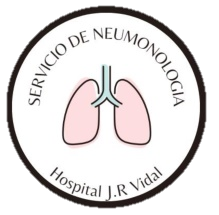 SERVICIO DE NEUMONOLOGIA
Hospital J.R Vidal